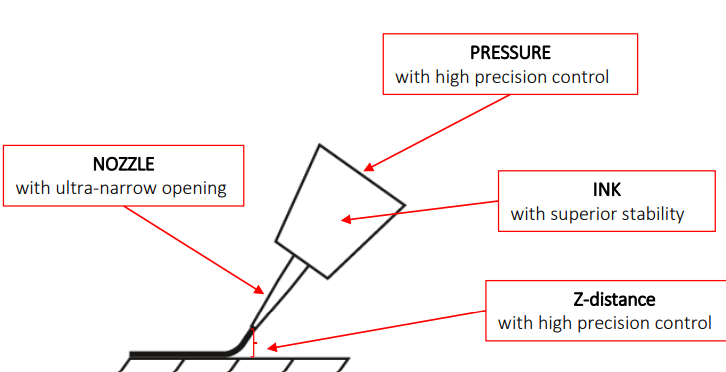 PRESSURE
with high precision control
NOZZLE
with ultra-narrow opening
INK
with superior stability
Z-distance
with high precision control